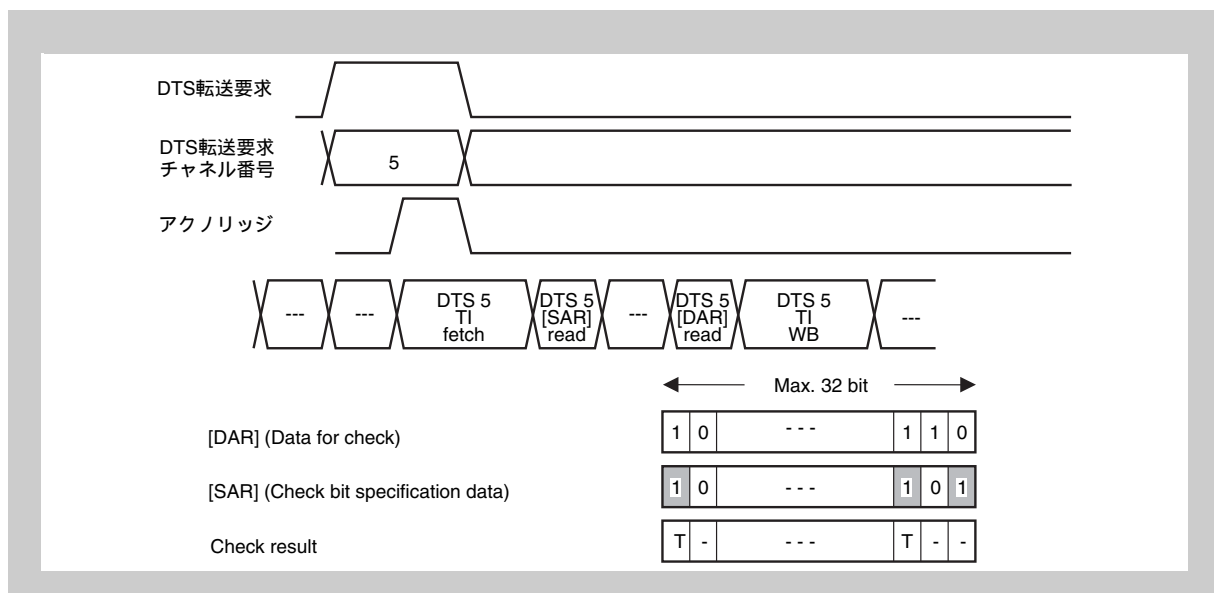 DTS転送要求
DTS転送要求
チャネル番号
5
アクノリッジ
--- --- DTS 5 TI fetch DTS 5 [SAR] read --- DTS 5 [DAR] read DTS 5 TI WB ---
Max. 32 bit
[DAR] (Data for check) 1 0 - - - 1 1 0
[SAR] (Check bit specification data) 1 0 - - - 1 0 1
Check result T - - - - T - -